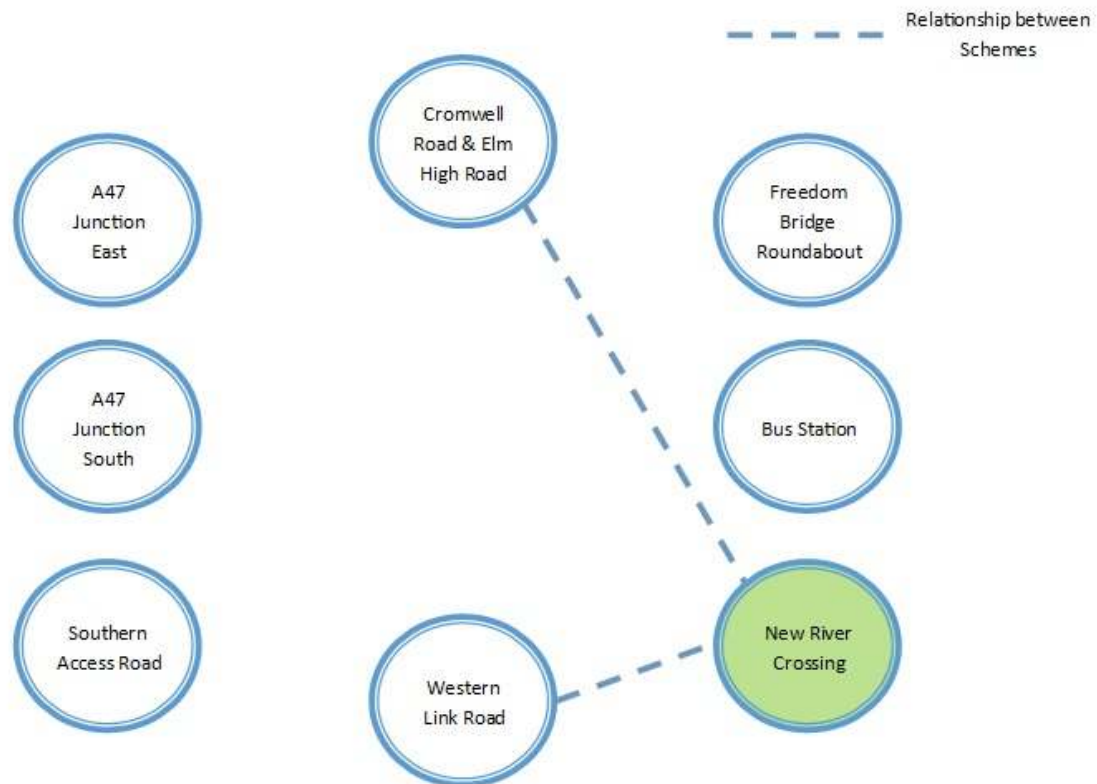 Relationship between
Schemes
Cromwell
Road & Elm
High Road
A47
Junction
East
Freedom
Bridge
Roundabout
A47
Junction
South
Bus Station
Southern
Access Road
New River
Crossing
Western
Link Road